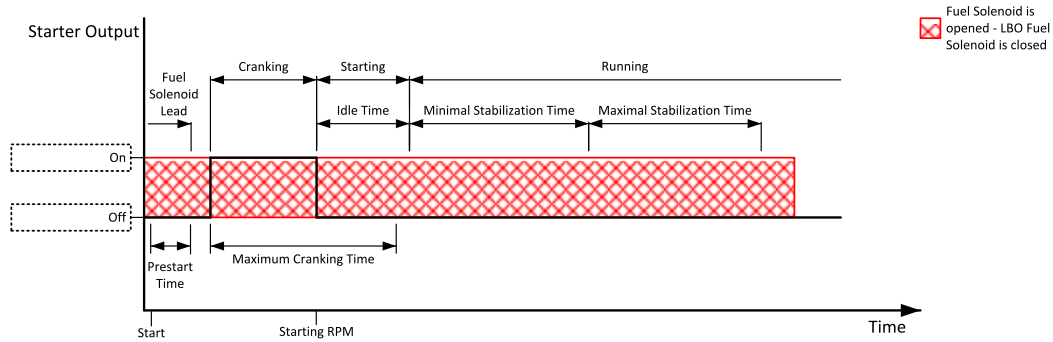 Starter Output
Fuel Solenoid is
opened - LBO Fuel
Solenoid is closed
Cranking
Starting
Running
Fuel
Solenoid
Lead
Idle Time
Minimal Stabilization Time
Maximal Stabilization Time
On
Off
Prestart
Time
Maximum Cranking Time
Start
Starting RPM
Time